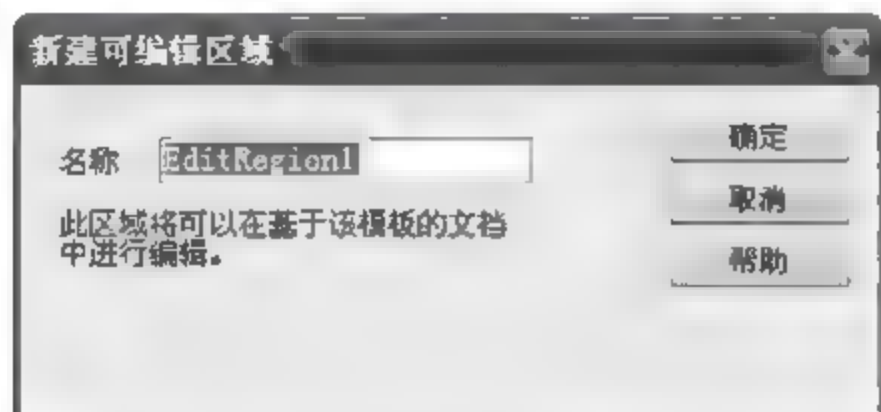 新建可编辑区域
名称 EditRegion1
确定
取消
此区域将可以在基于该模板的文档
中进行编辑。
帮助